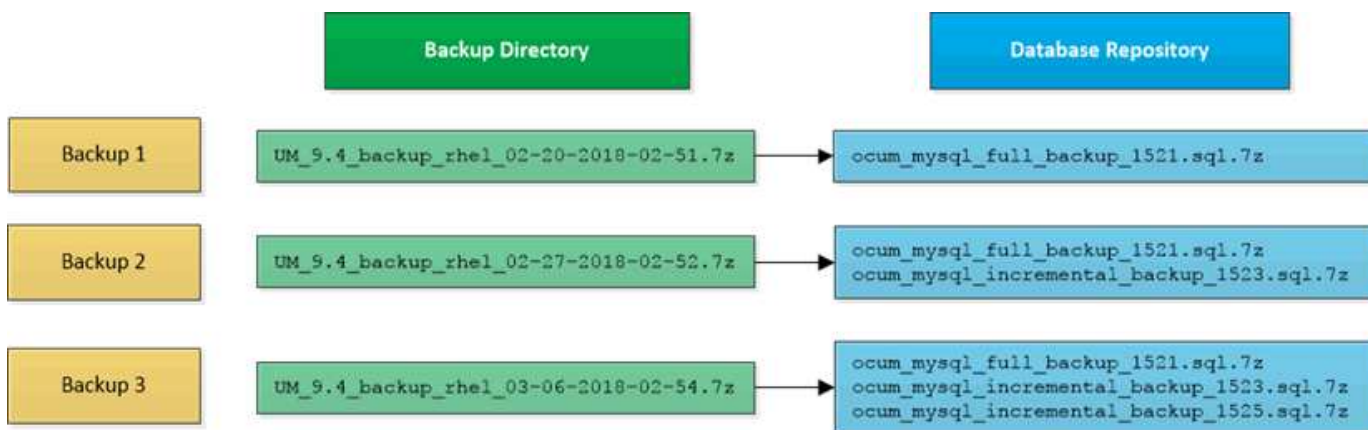 Backup Directory
Database Repository
Backup 1
UM_9.4_backup_rhel_02-20-2018-02-51.7z
ocum_mysql_full_backup_1521.sql.7z
Backup 2
UM_9.4_backup_rhel_02-27-2018-02-52.7z
ocum_mysql_full_backup_1521.sql.7z
ocum_mysql_incremental_backup_1523.sql.7z
Backup 3
UM_9.4_backup_rhel_03-06-2018-02-54.7z
ocum_mysql_full_backup_1521.sql.7z
ocum_mysql_incremental_backup_1523.sql.7z
ocum_mysql_incremental_backup_1525.sql.7z